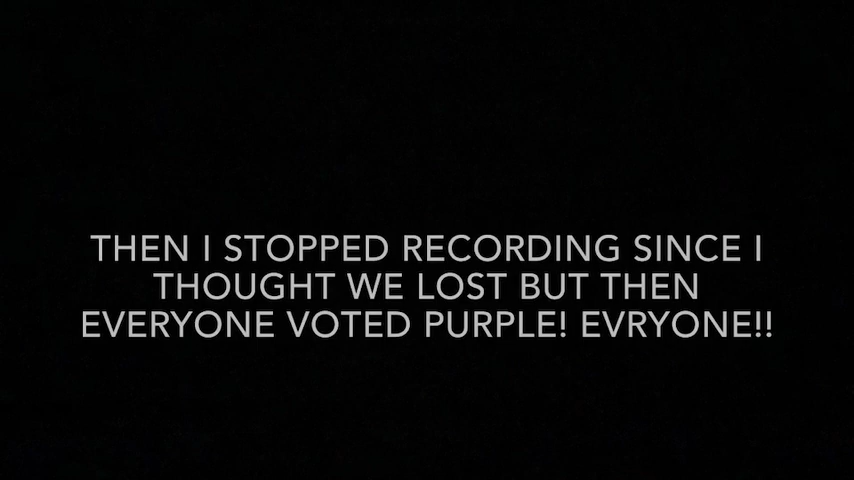 THEN I STOPPED RECORDING SINCE I
THOUGHT WE LOST BUT THEN
EVERYONE VOTED PURPLE! EVRYONE!!